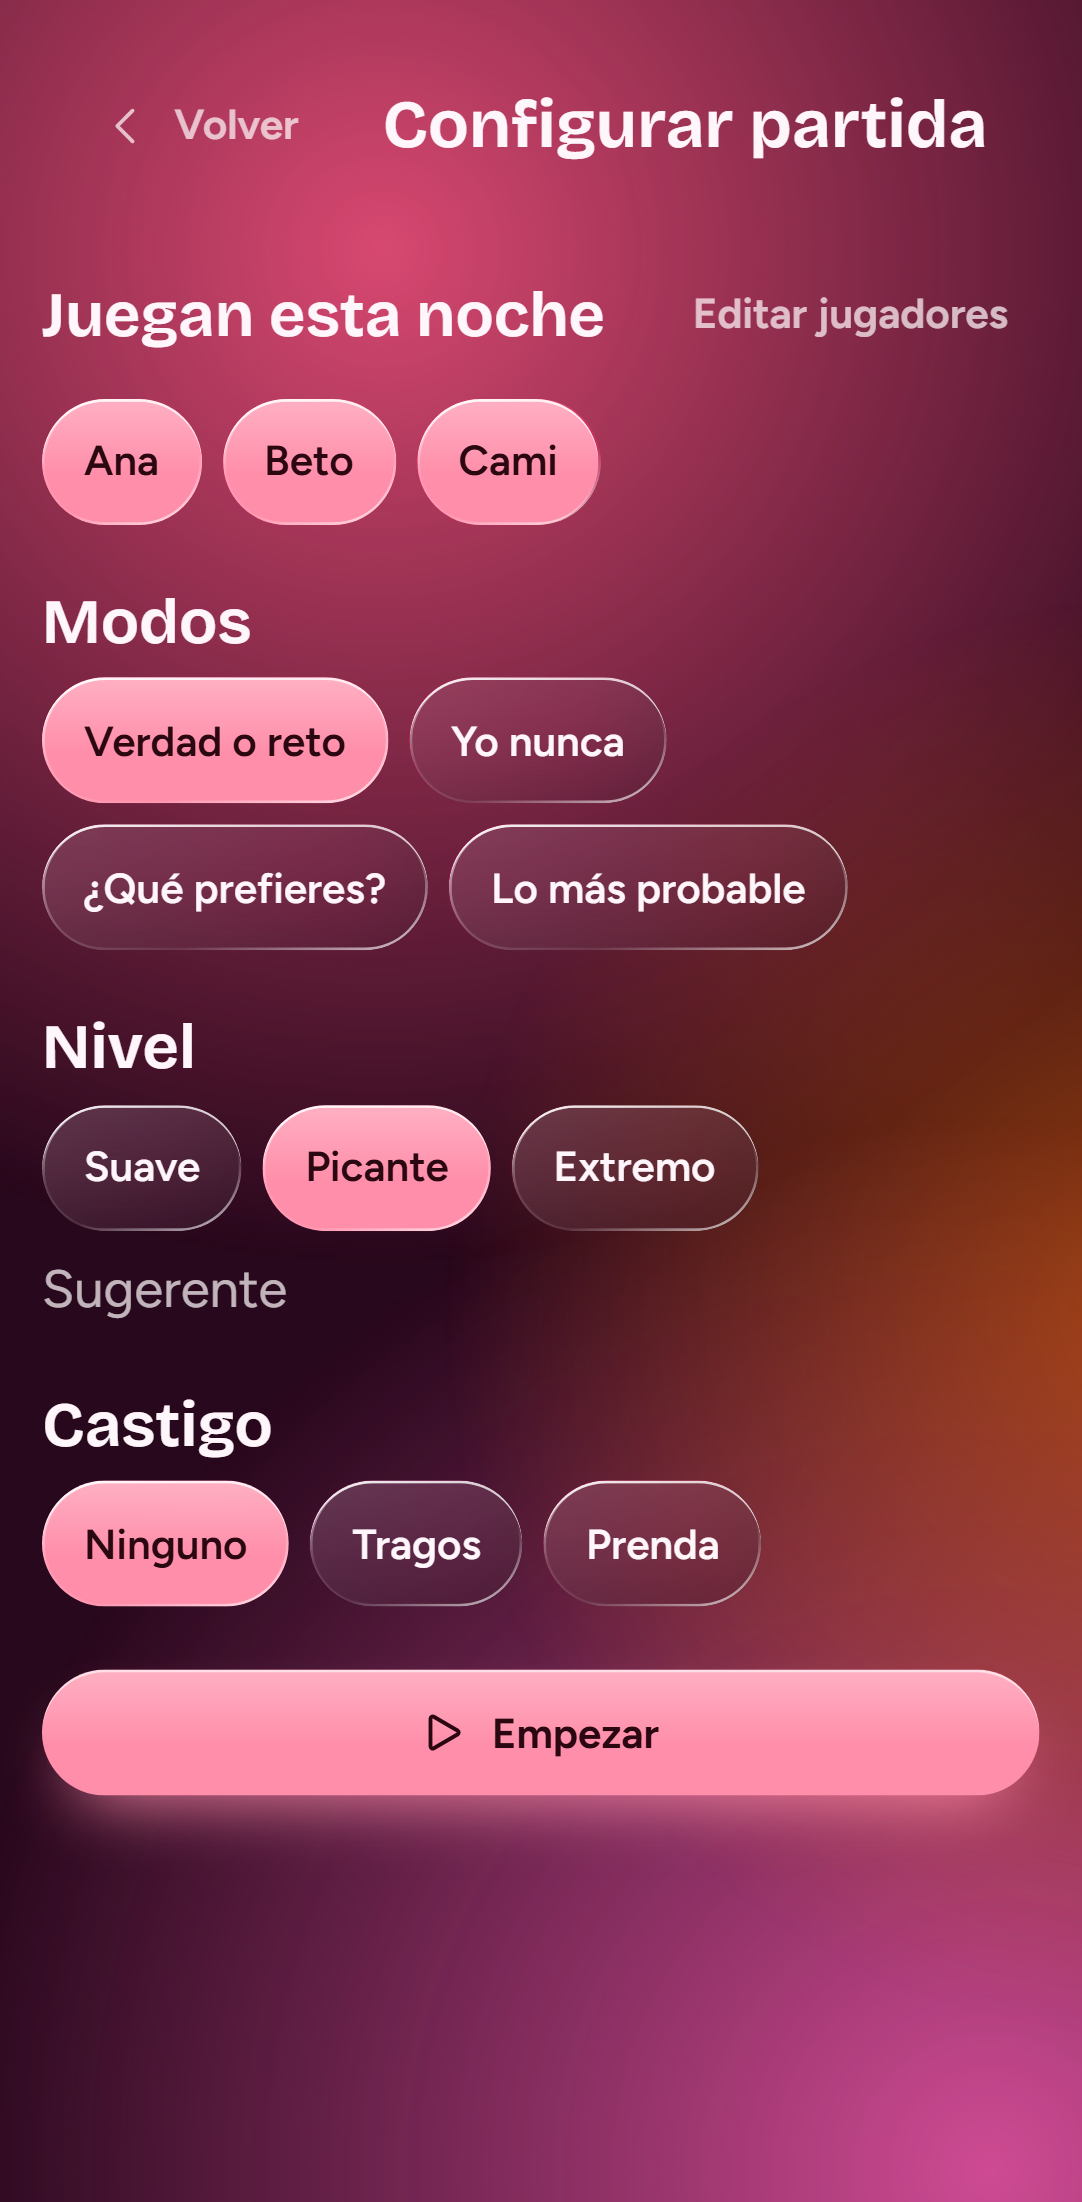 Volver Configurar partida
Juegan esta noche Editar jugadores
Ana Beto Cami
Modos
Verdad o reto Yo nunca
¿Qué prefieres? Lo más probable
Nivel
Suave Picante Extremo
Sugerente
Castigo
Ninguno Tragos Prenda
Empezar